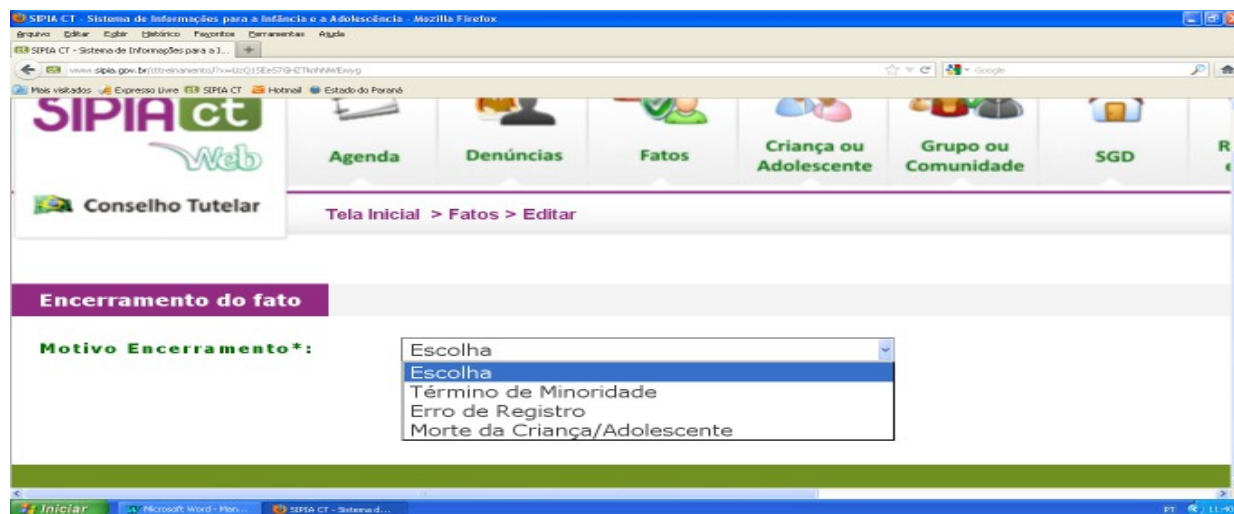 SIPIA CT - Sistema de Informações para a Infância e a Adolescência - Mozilla Firefox
Arquivo Editar Exibir Histórico Favoritos Ferramentas Ajuda
SIPIA CT - Sistema de Informações para a I...
Google
Mais visitados Expresso Livre SIPIA CT Hotmail Estado do Paraná
SIPIA ct
Web
Conselho Tutelar
Agenda
Denúncias
Fatos
Criança ou
Adolescente
Grupo ou
Comunidade
SGD
R
Tela Inicial > Fatos > Editar
Encerramento do fato
Motivo Encerramento*:
Escolha
Escolha
Término de Minoridade
Erro de Registro
Morte da Criança/Adolescente
Iniciar Microsoft Word - Man... SIPIA CT - Sistema d... PT 11:40